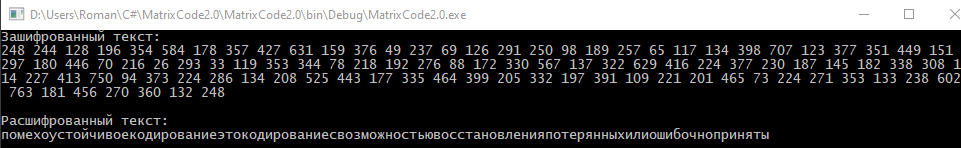 D:\Users\Roman\C#\MatrixCode2.0\MatrixCode2.0\bin\Debug\MatrixCode2.0.exe
Зашифрованный текст:
248 244 128 196 354 584 178 357 427 631 159 376 49 237 69 126 291 250 98 189 257 65 117 134 398 707 123 377 351 449 151
297 180 446 70 216 26 293 33 119 353 344 78 218 192 276 88 172 330 567 137 322 629 416 224 377 230 187 145 182 338 308 1
14 227 413 750 94 373 224 286 134 208 525 443 177 335 464 399 205 332 197 391 109 221 201 465 73 224 271 353 133 238 602
763 181 456 270 360 132 248
Расшифрованный текст:
помехоустойчивоекодированиеэтокодированиесвозможностьювосстановленияпотерянныхилиошибочноприняты